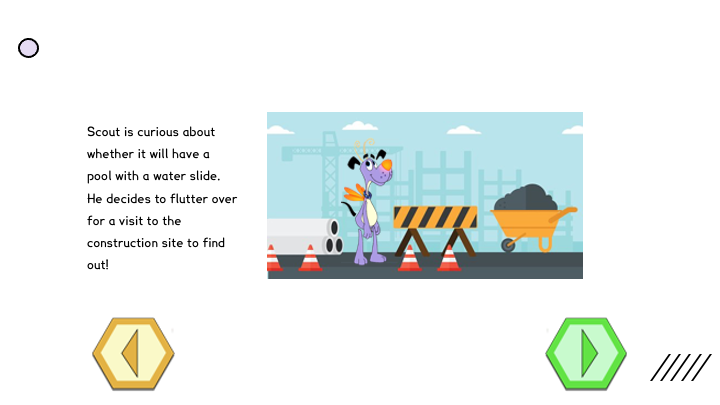 Scout is curious about
whether it will have a
pool with a water slide.
He decides to flutter over
for a visit to the
construction site to find
out!